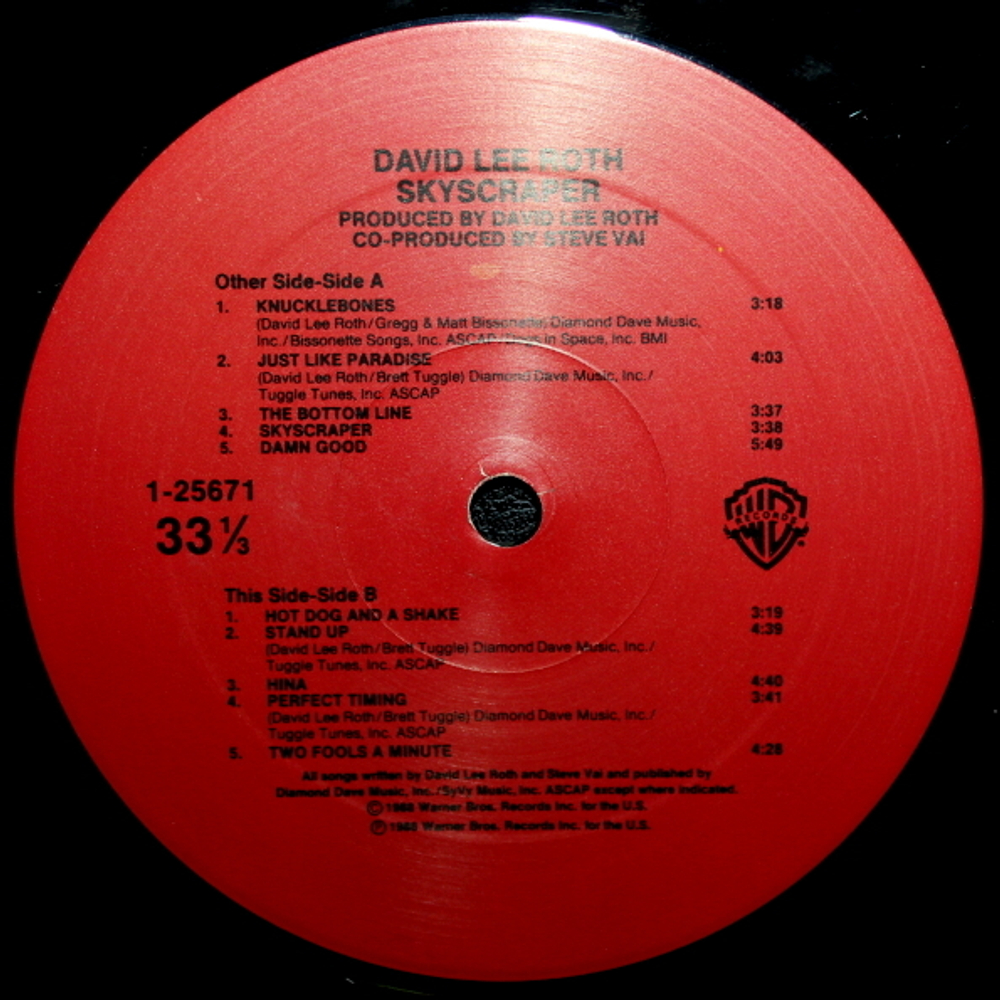 DAVID LEE ROTH
SKYSCRAPER
PRODUCED BY DAVID LEE ROTH
CO-PRODUCED BY STEVE VAI
Other Side-Side A
1. KNUCKLEBONES 3:18
(David Lee Roth/Gregg & Matt Bissonette) Diamond Dave Music,
Inc./Bissonette Songs, Inc. ASCAP/ in Space, Inc. BMI
2. JUST LIKE PARADISE 4:03
(David Lee Roth/Brett Tuggle) Diamond Dave Music, Inc./
Tuggle Tunes, Inc. ASCAP
3. THE BOTTOM LINE 3:37
4. SKYSCRAPER 3:38
5. DAMN GOOD 5:49
1-25671
33 ⅓
W RECORDS
This Side-Side B
1. HOT DOG AND A SHAKE 3:19
2. STAND UP 4:39
(David Lee Roth/Brett Tuggle) Diamond Dave Music, Inc./
Tuggle Tunes, Inc. ASCAP
3. HINA 4:40
4. PERFECT TIMING 3:41
(David Lee Roth/Brett Tuggle) Diamond Dave Music, Inc./
Tuggle Tunes, Inc. ASCAP
5. TWO FOOLS A MINUTE 4:28
All songs written by David Lee Roth and Steve Vai and published by
Diamond Dave Music, Inc./SyVy Music, Inc. ASCAP except where indicated.
Ⓒ 1988 Warner Bros. Records Inc. for the U.S.
Ⓟ 1988 Warner Bros. Records Inc. for the U.S.